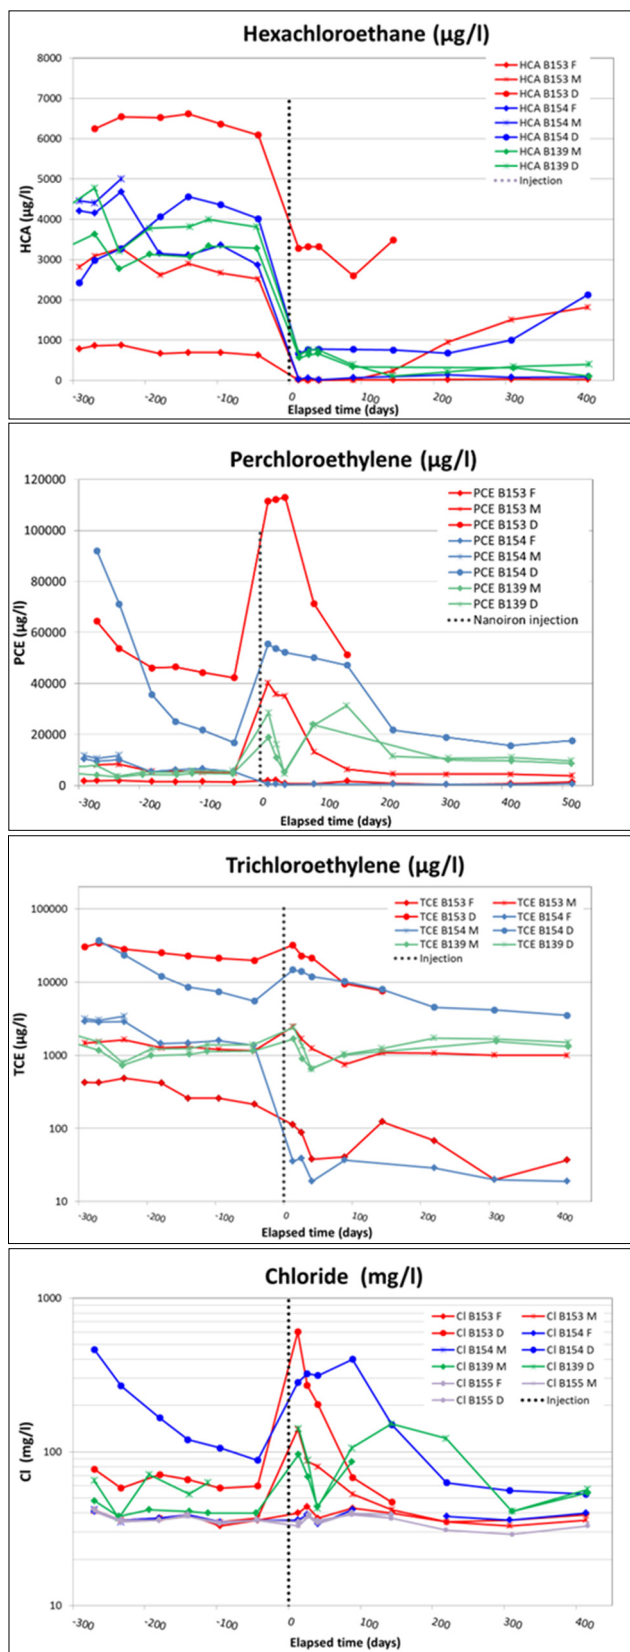 Hexachloroethane (µg/l)
8000
7000
6000
5000
4000
3000
2000
1000
0
HCA (µg/l)
HCA B153 F
HCA B153 M
HCA B153 D
HCA B154 F
HCA B154 M
HCA B154 D
HCA B139 M
HCA B139 D
Injection
-300 -200 -100 0 100 200 300 400
Elapsed time (days)
Perchloroethylene (µg/l)
120000
100000
80000
60000
40000
20000
0
PCE (µg/l)
PCE B153 F
PCE B153 M
PCE B153 D
PCE B154 F
PCE B154 M
PCE B154 D
PCE B139 M
PCE B139 D
Nanoiron injection
-300 -200 -100 0 100 200 300 400 500
Elapsed time (days)
Trichloroethylene (µg/l)
100000
10000
1000
100
10
TCE (µg/l)
TCE B153 F TCE B153 M
TCE B153 D TCE B154 F
TCE B154 M TCE B154 D
TCE B139 M TCE B139 D
Injection
-300 -200 -100 0 100 200 300 400
Elapsed time (days)
Chloride (mg/l)
1000
100
10
Cl (mg/l)
Cl B153 F Cl B153 M
Cl B153 D Cl B154 F
Cl B154 M Cl B154 D
Cl B139 M Cl B139 D
Cl B155 F Cl B155 M
Cl B155 D Injection
-300 -200 -100 0 100 200 300 400
Elapsed time (days)